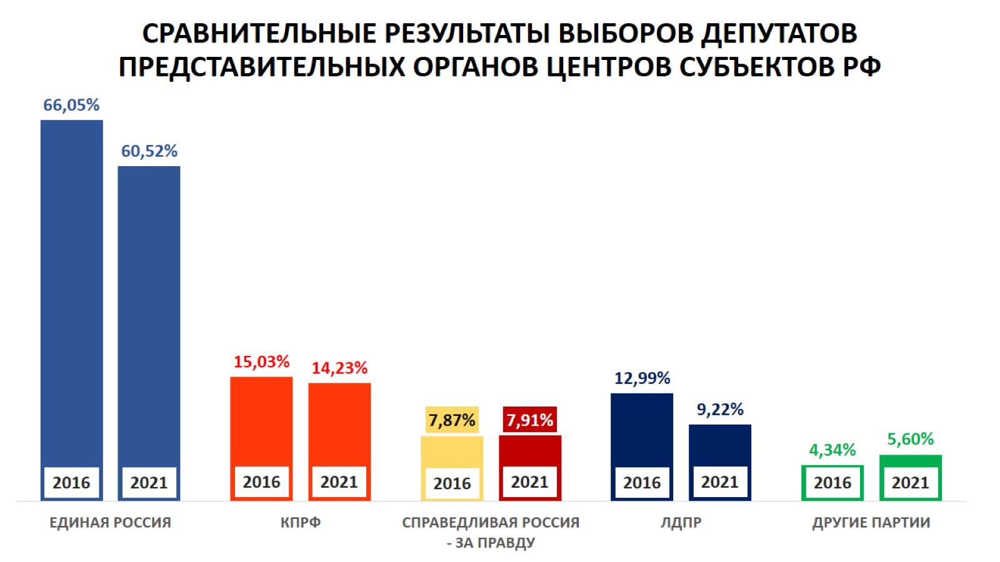 СРАВНИТЕЛЬНЫЕ РЕЗУЛЬТАТЫ ВЫБОРОВ ДЕПУТАТОВ
ПРЕДСТАВИТЕЛЬНЫХ ОРГАНОВ ЦЕНТРОВ СУБЪЕКТОВ РФ
66,05%
60,52%
15,03%
14,23%
7,87%
7,91%
12,99%
9,22%
4,34%
5,60%
2016
2021
2016
2021
2016
2021
2016
2021
2016
2021
ЕДИНАЯ РОССИЯ
КПРФ
СПРАВЕДЛИВАЯ РОССИЯ
- ЗА ПРАВДУ
ЛДПР
ДРУГИЕ ПАРТИИ